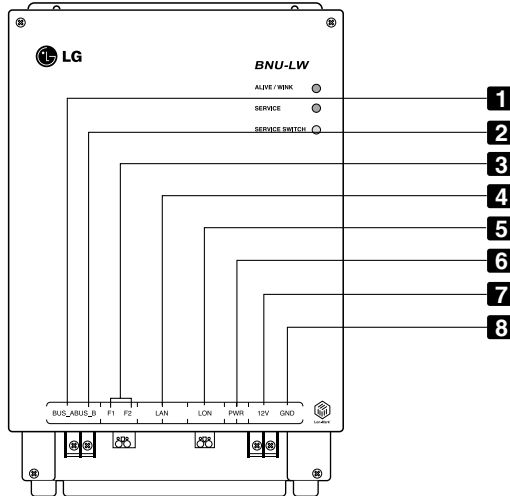 LG
BNU-LW
ALIVE / WINK
SERVICE
SERVICE SWITCH
1
2
3
4
5
6
7
8
BUS_A BUS_B F1 F2 LAN LON PWR 12V GND